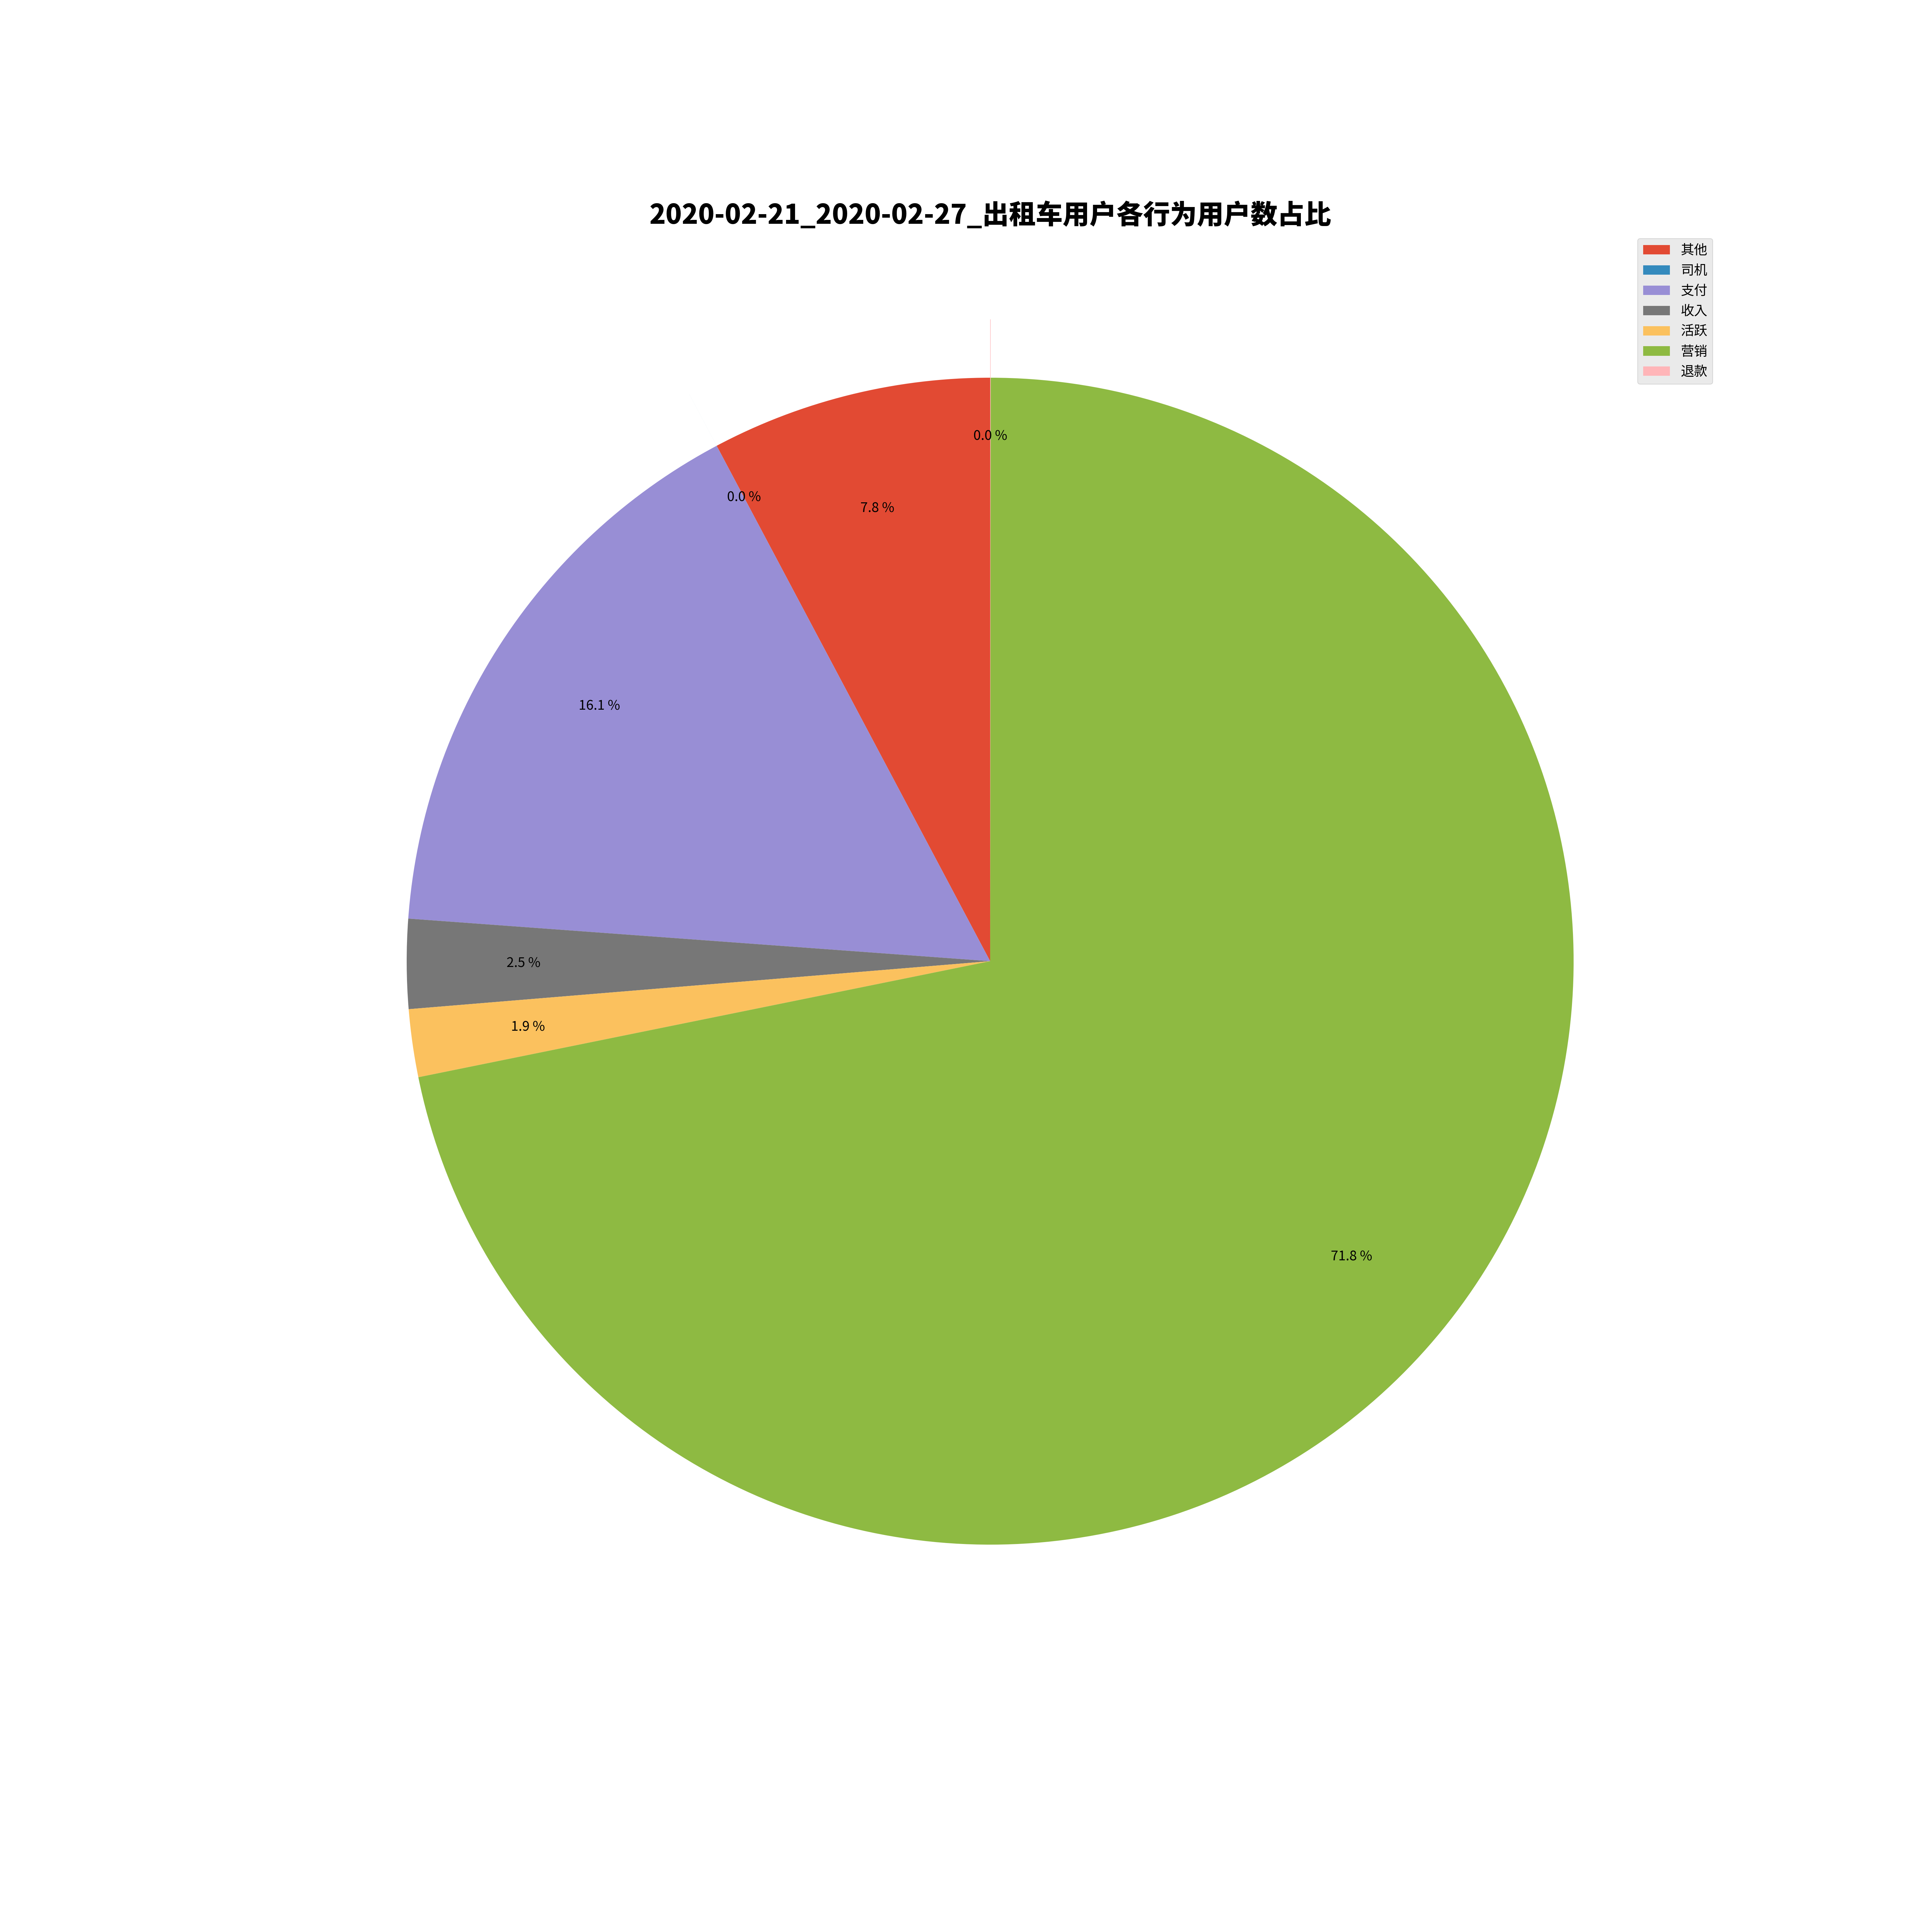 2020-02-21_2020-02-27_出租车用户各行为用户数占比
其他
司机
支付
收入
活跃
营销
退款
0.0 %
0.0 %
7.8 %
16.1 %
2.5 %
1.9 %
71.8 %